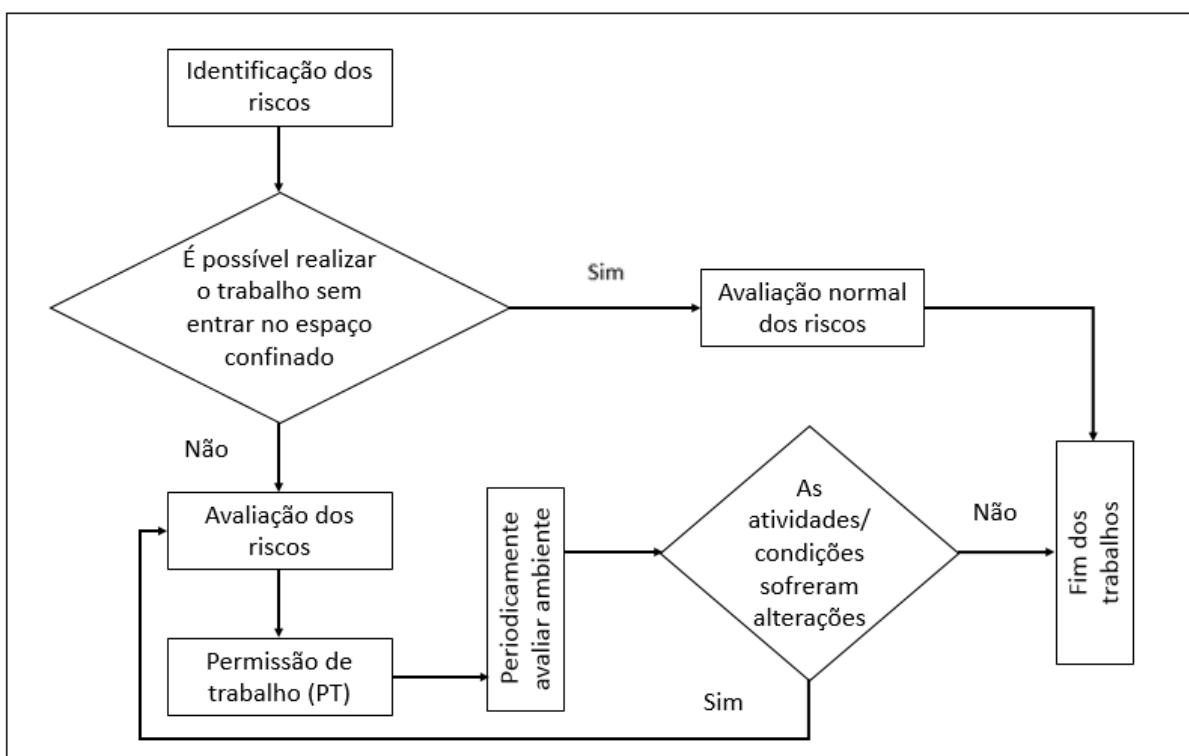 Identificação dos
riscos
É possível realizar
o trabalho sem
entrar no espaço
confinado
Sim
Avaliação normal
dos riscos
Não
Avaliação dos
riscos
Permissão de
trabalho (PT)
Periodicamente
avaliar ambiente
As
atividades/
condições
sofreram
alterações
Não
Sim
Fim dos
trabalhos